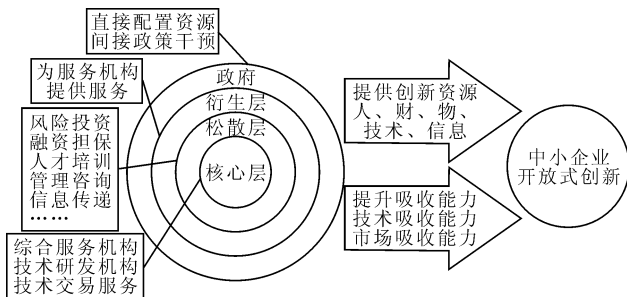 直接配置资源
间接政策干预
为服务机构
提供服务
风险投资
融资担保
人才培训
管理咨询
信息传递
……
综合服务机构
技术研发机构
技术交易服务
政府
衍生层
松散层
核心层
提供创新资源
人、财、物、
技术、信息
提升吸收能力
技术吸收能力
市场吸收能力
中小企业
开放式创新